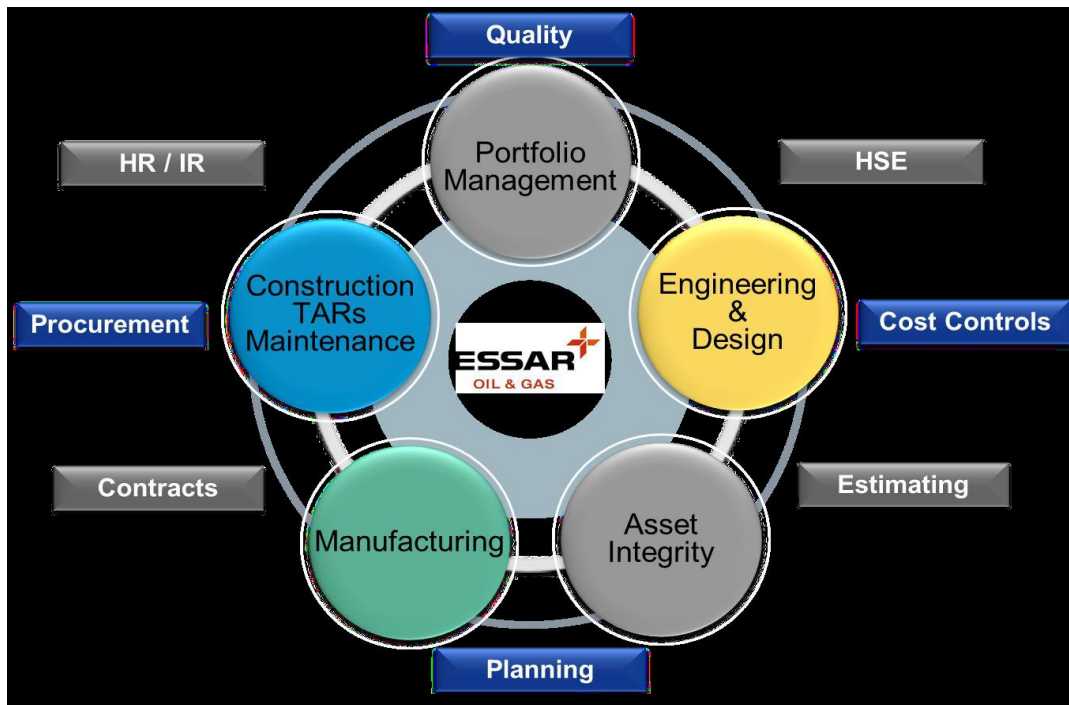 Quality
Portfolio
Management
HR / IR
HSE
Construction
TARs
Maintenance
Engineering
&
Design
Procurement
Cost Controls
ESSAR
OIL & GAS
Contracts
Estimating
Manufacturing
Asset
Integrity
Planning